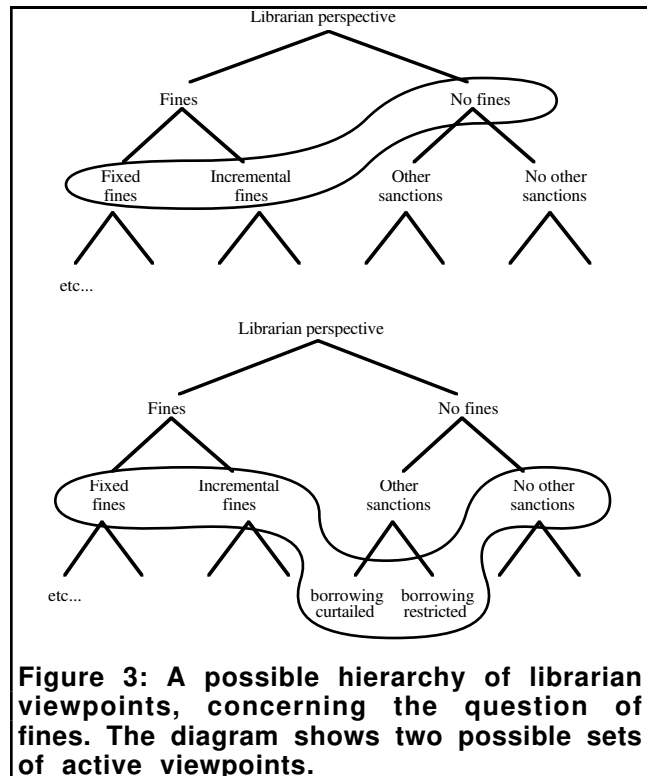 Librarian perspective
Fines No fines
Fixed Incremental Other No other
fines fines sanctions sanctions
etc...
Librarian perspective
Fines No fines
Fixed Incremental Other No other
fines fines sanctions sanctions
etc... borrowing borrowing
curtailed restricted
Figure 3: A possible hierarchy of librarian
viewpoints, concerning the question of
fines. The diagram shows two possible sets
of active viewpoints.